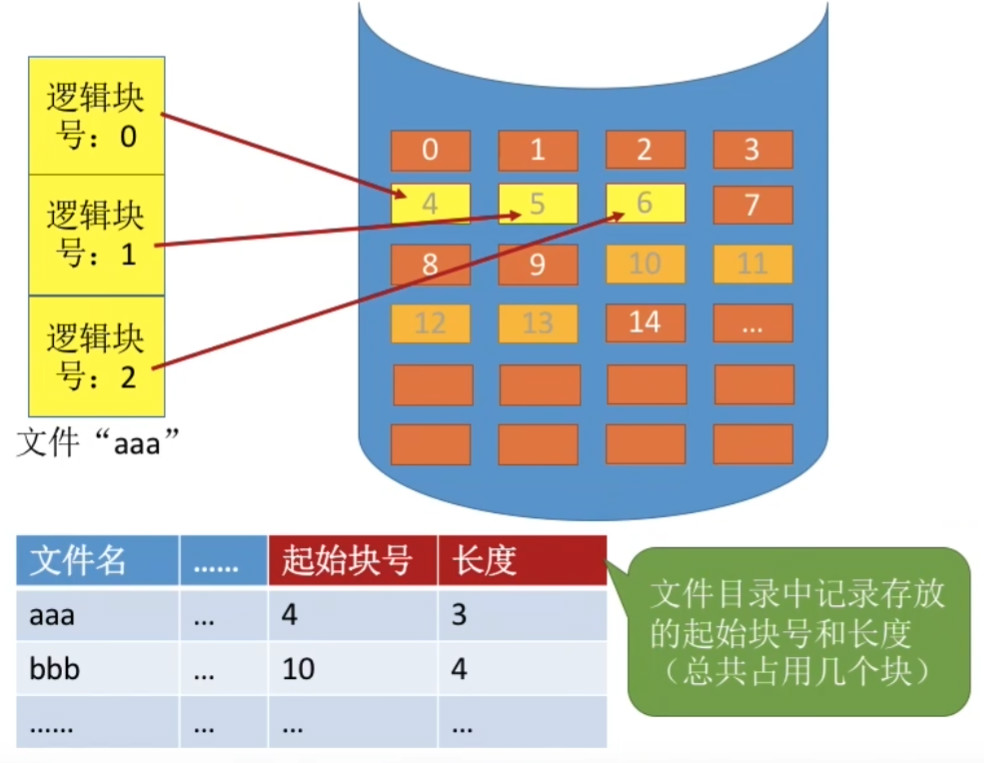 逻辑块
号：0
逻辑块
号：1
逻辑块
号：2
文件“aaa”
0 1 2 3
4 5 6 7
8 9 10 11
12 13 14 ...
文件名 …… 起始块号 长度
aaa ... 4 3
bbb ... 10 4
…… ... ... ...
文件目录中记录存放
的起始块号和长度
（总共占用几个块）